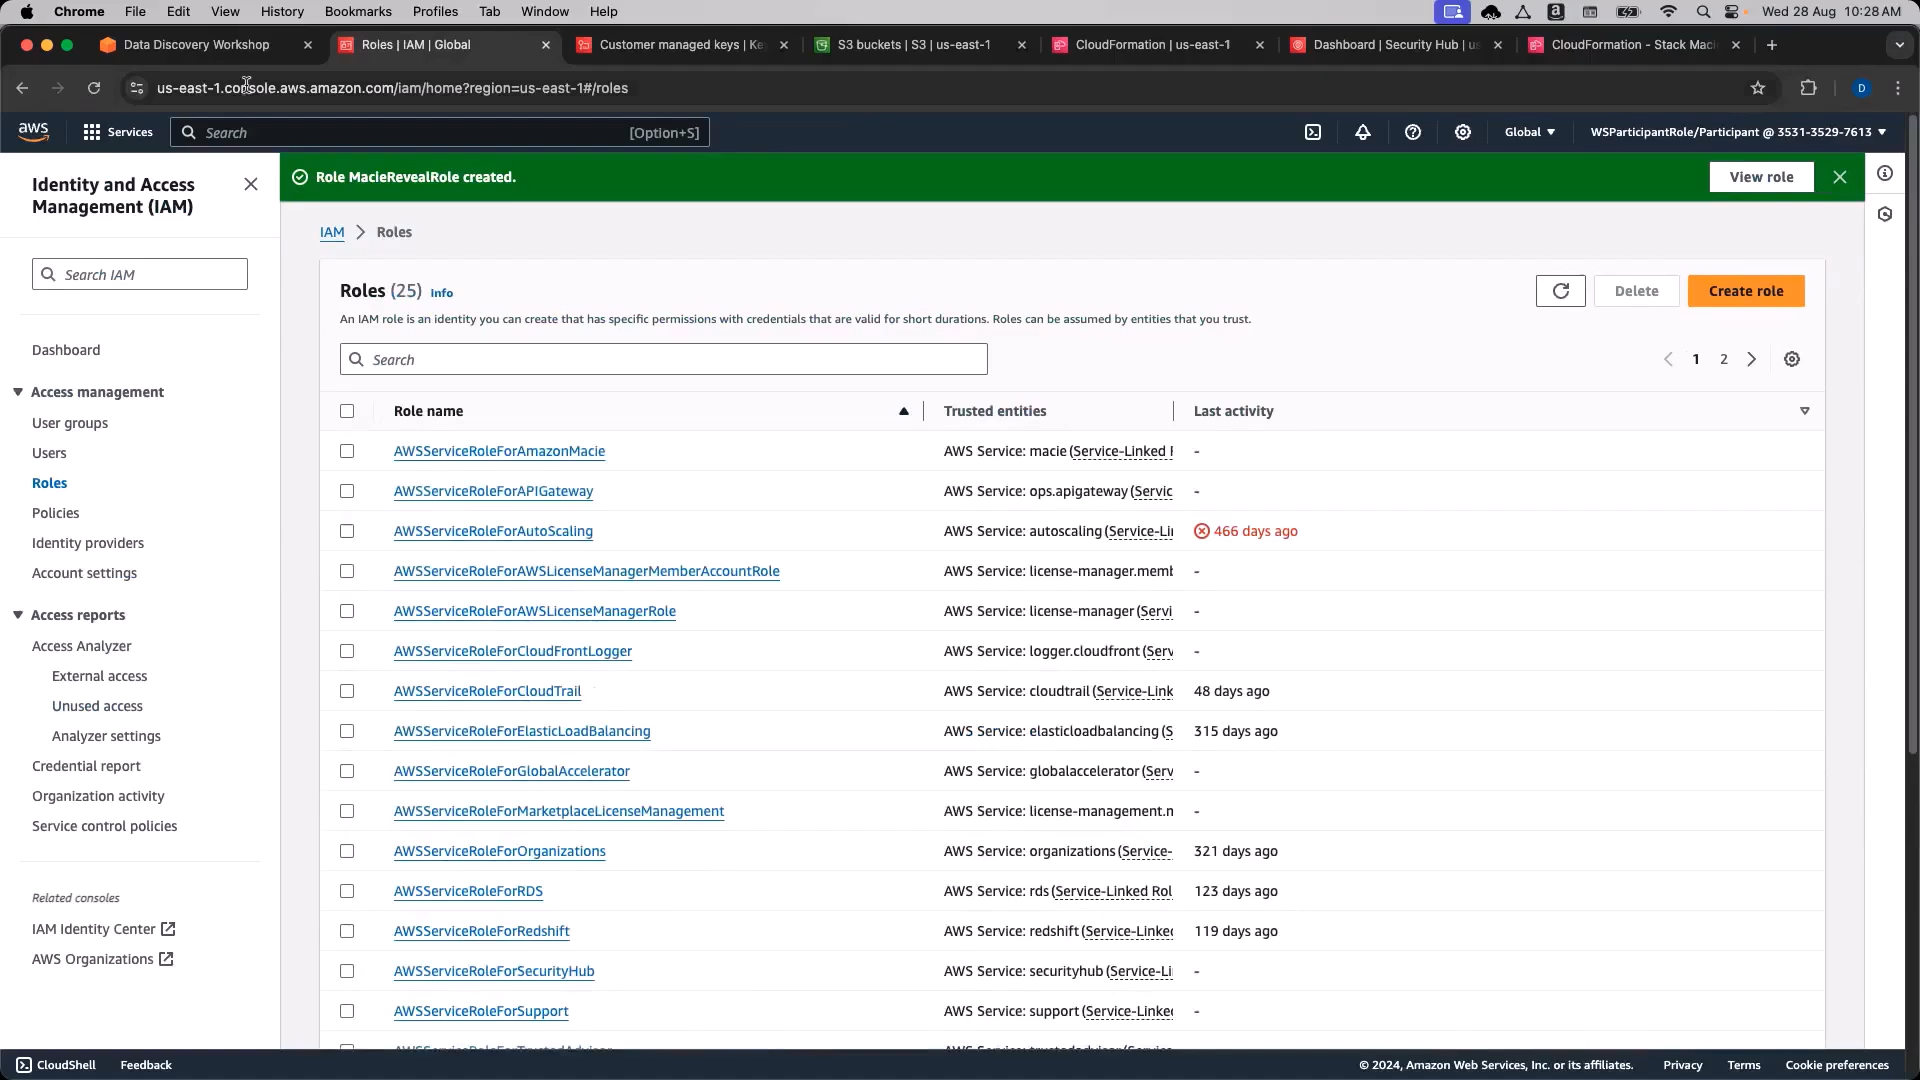 Chrome File Edit View History Bookmarks Profiles Tab Window Help Wed 28 Aug 10:28 AM
Data Discovery Workshop Roles | IAM | Global Customer managed keys | Ke S3 buckets | S3 | us-east-1 CloudFormation | us-east-1 Dashboard | Security Hub | us CloudFormation - Stack Maci
us-east-1.console.aws.amazon.com/iam/home?region=us-east-1#/roles D
aws Services Search [Option+S] Global WSParticipantRole/Participant @ 3531-3529-7613
Identity and Access
Management (IAM)
Search IAM
Dashboard
Access management
User groups
Users
Roles
Policies
Identity providers
Account settings
Access reports
Access Analyzer
External access
Unused access
Analyzer settings
Credential report
Organization activity
Service control policies
Related consoles
IAM Identity Center
AWS Organizations
Role MacieRevealRole created. View role
IAM > Roles
Roles (25) Info Delete Create role
An IAM role is an identity you can create that has specific permissions with credentials that are valid for short durations. Roles can be assumed by entities that you trust.
Search 1 2
Role name Trusted entities Last activity
AWSServiceRoleForAmazonMacie AWS Service: macie (Service-Linked R -
AWSServiceRoleForAPIGateway AWS Service: ops.apigateway (Servic -
AWSServiceRoleForAutoScaling AWS Service: autoscaling (Service-Lin 466 days ago
AWSServiceRoleForAWSLicenseManagerMemberAccountRole AWS Service: license-manager.memb -
AWSServiceRoleForAWSLicenseManagerRole AWS Service: license-manager (Servi -
AWSServiceRoleForCloudFrontLogger AWS Service: logger.cloudfront (Serv -
AWSServiceRoleForCloudTrail AWS Service: cloudtrail (Service-Link 48 days ago
AWSServiceRoleForElasticLoadBalancing AWS Service: elasticloadbalancing (S 315 days ago
AWSServiceRoleForGlobalAccelerator AWS Service: globalaccelerator (Serv -
AWSServiceRoleForMarketplaceLicenseManagement AWS Service: license-management.m -
AWSServiceRoleForOrganizations AWS Service: organizations (Service- 321 days ago
AWSServiceRoleForRDS AWS Service: rds (Service-Linked Rol 123 days ago
AWSServiceRoleForRedshift AWS Service: redshift (Service-Linked 119 days ago
AWSServiceRoleForSecurityHub AWS Service: securityhub (Service-Li -
AWSServiceRoleForSupport AWS Service: support (Service-Linked -
AWSServiceRoleForTrustedAdvisor AWS Service: trustedadvisor (Service
CloudShell Feedback © 2024, Amazon Web Services, Inc. or its affiliates. Privacy Terms Cookie preferences